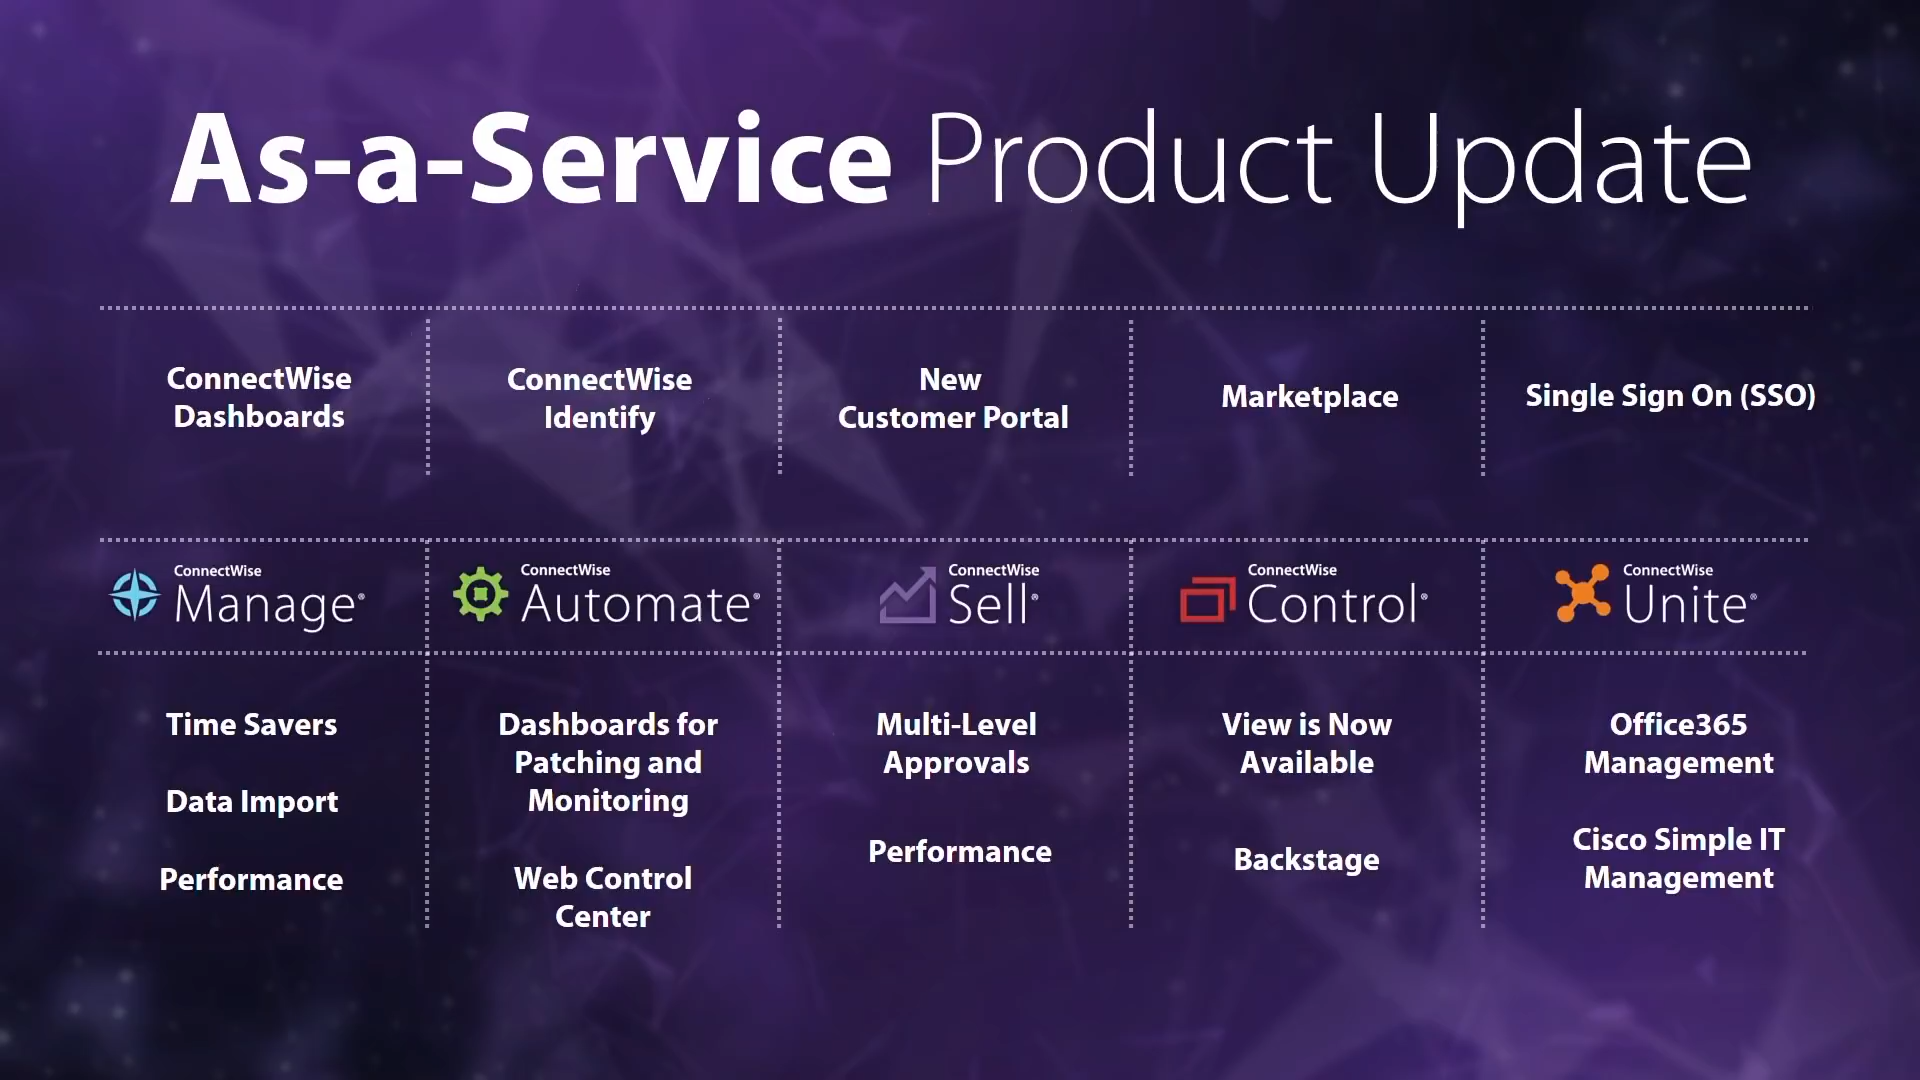 As-a-Service Product Update
ConnectWise
Dashboards
ConnectWise
Identify
New
Customer Portal
Marketplace
Single Sign On (SSO)
ConnectWise
Manage®
ConnectWise
Automate®
ConnectWise
Sell®
ConnectWise
Control®
ConnectWise
Unite®
Time Savers
Data Import
Performance
Dashboards for
Patching and
Monitoring
Web Control
Center
Multi-Level
Approvals
Performance
View is Now
Available
Backstage
Office365
Management
Cisco Simple IT
Management